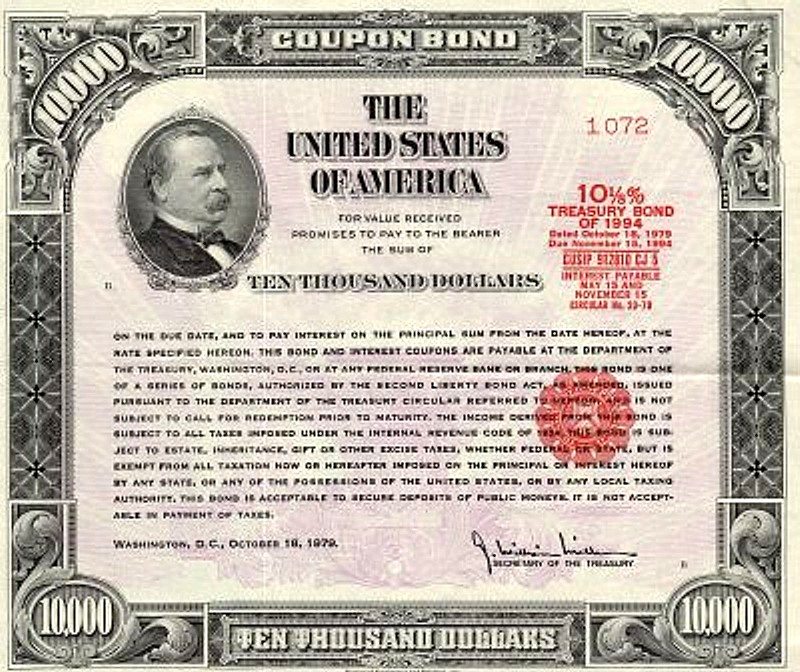 COUPON BOND
10,000
10,000
THE
UNITED STATES
OF AMERICA
1072
FOR VALUE RECEIVED
PROMISES TO PAY TO THE BEARER
THE SUM OF
TEN THOUSAND DOLLARS
10⅛%
TREASURY BOND
OF 1994
Dated October 18, 1979
Due November 15, 1994
CUSIP 912810 CJ 5
INTEREST PAYABLE
MAY 15 AND
NOVEMBER 15
CIRCULAR No. 23-79
ON THE DUE DATE, AND TO PAY INTEREST ON THE PRINCIPAL SUM FROM THE DATE HEREOF, AT THE
RATE SPECIFIED HEREON. THIS BOND AND INTEREST COUPONS ARE PAYABLE AT THE DEPARTMENT OF
THE TREASURY, WASHINGTON, D.C., OR AT ANY FEDERAL RESERVE BANK OR BRANCH. THIS BOND IS ONE
OF A SERIES OF BONDS, AUTHORIZED BY THE SECOND LIBERTY BOND ACT, AS AMENDED, ISSUED
PURSUANT TO THE DEPARTMENT OF THE TREASURY CIRCULAR REFERRED TO HEREON, AND IS NOT
SUBJECT TO CALL FOR REDEMPTION PRIOR TO MATURITY. THE INCOME DERIVED FROM THIS BOND IS
SUBJECT TO ALL TAXES IMPOSED UNDER THE INTERNAL REVENUE CODE OF 1954. THIS BOND IS SUB-
JECT TO ESTATE, INHERITANCE, GIFT OR OTHER EXCISE TAXES, WHETHER FEDERAL OR STATE, BUT IS
EXEMPT FROM ALL TAXATION NOW OR HEREAFTER IMPOSED ON THE PRINCIPAL OR INTEREST HEREOF
BY ANY STATE, OR ANY OF THE POSSESSIONS OF THE UNITED STATES, OR BY ANY LOCAL TAXING
AUTHORITY. THIS BOND IS ACCEPTABLE TO SECURE DEPOSITS OF PUBLIC MONEYS. IT IS NOT ACCEPT-
ABLE IN PAYMENT OF TAXES.
WASHINGTON, D.C., OCTOBER 18, 1979.
G. William Miller
SECRETARY OF THE TREASURY
10,000
TEN THOUSAND DOLLARS
10,000